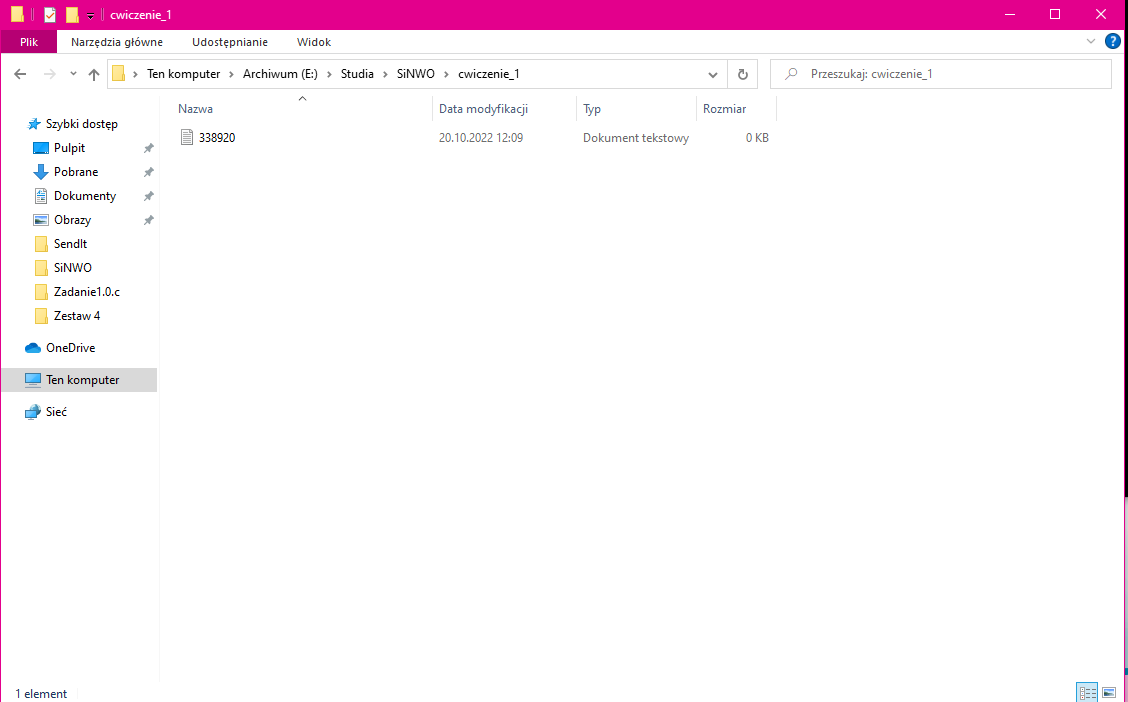 cwiczenie_1
Plik Narzędzia główne Udostępnianie Widok
Ten komputer > Archiwum (E:) > Studia > SiNWO > cwiczenie_1
Przeszukaj: cwiczenie_1
Nazwa Data modyfikacji Typ Rozmiar
338920 20.10.2022 12:09 Dokument tekstowy 0 KB
Szybki dostęp
Pulpit
Pobrane
Dokumenty
Obrazy
SendIt
SiNWO
Zadanie1.0.c
Zestaw 4
OneDrive
Ten komputer
Sieć
1 element